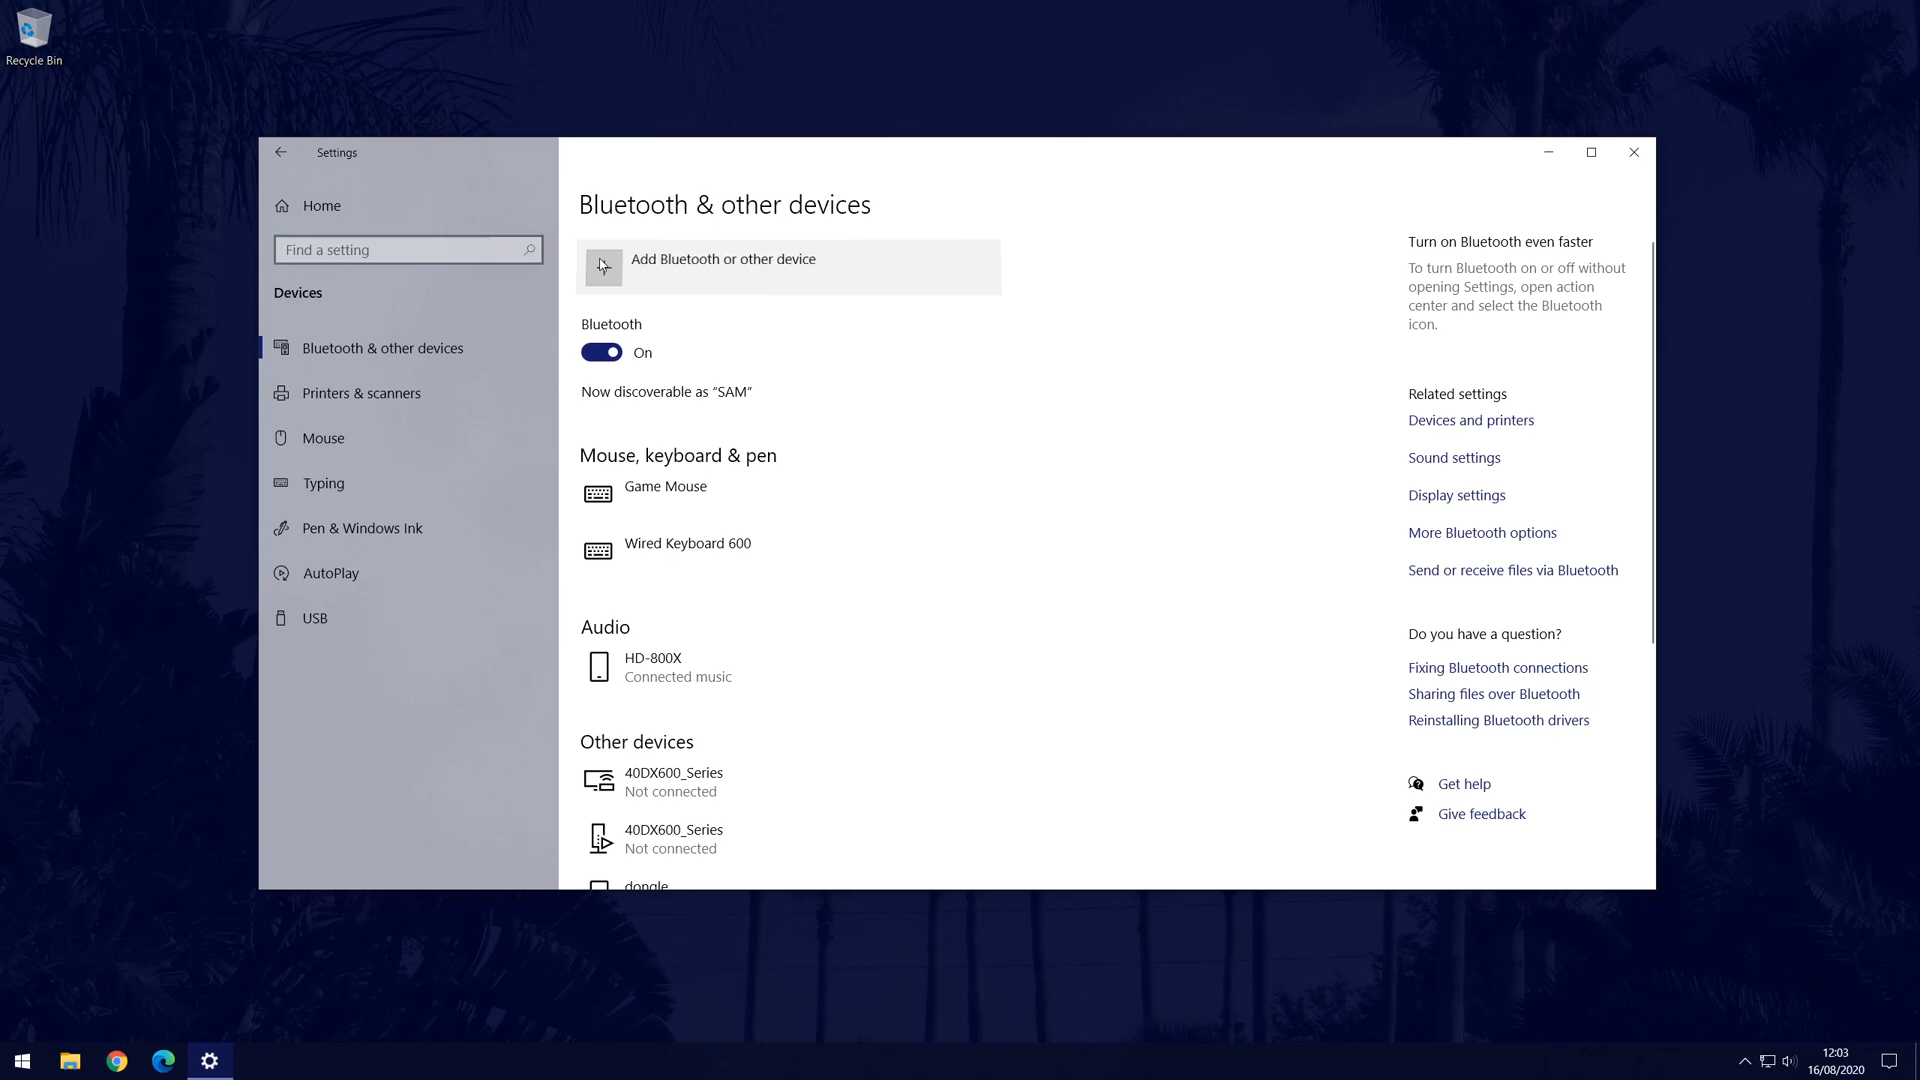 Recycle Bin
Settings
Home
Find a setting
Devices
Bluetooth & other devices
Printers & scanners
Mouse
Typing
Pen & Windows Ink
AutoPlay
USB
Bluetooth & other devices
Add Bluetooth or other device
Bluetooth
On
Now discoverable as “SAM”
Mouse, keyboard & pen
Game Mouse
Wired Keyboard 600
Audio
HD-800X
Connected music
Other devices
40DX600_Series
Not connected
40DX600_Series
Not connected
dongle
Turn on Bluetooth even faster
To turn Bluetooth on or off without
opening Settings, open action
center and select the Bluetooth
icon.
Related settings
Devices and printers
Sound settings
Display settings
More Bluetooth options
Send or receive files via Bluetooth
Do you have a question?
Fixing Bluetooth connections
Sharing files over Bluetooth
Reinstalling Bluetooth drivers
Get help
Give feedback
12:03
16/08/2020